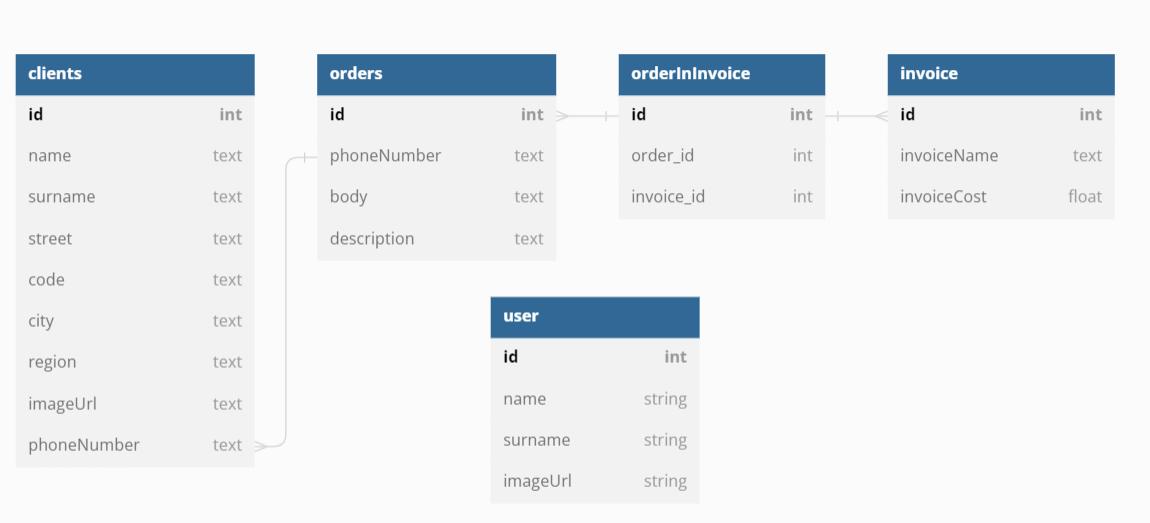 clients
id int
name text
surname text
street text
code text
city text
region text
imageUrl text
phoneNumber text
orders
id int
phoneNumber text
body text
description text
orderInInvoice
id int
order_id int
invoice_id int
invoice
id int
invoiceName text
invoiceCost float
user
id int
name string
surname string
imageUrl string